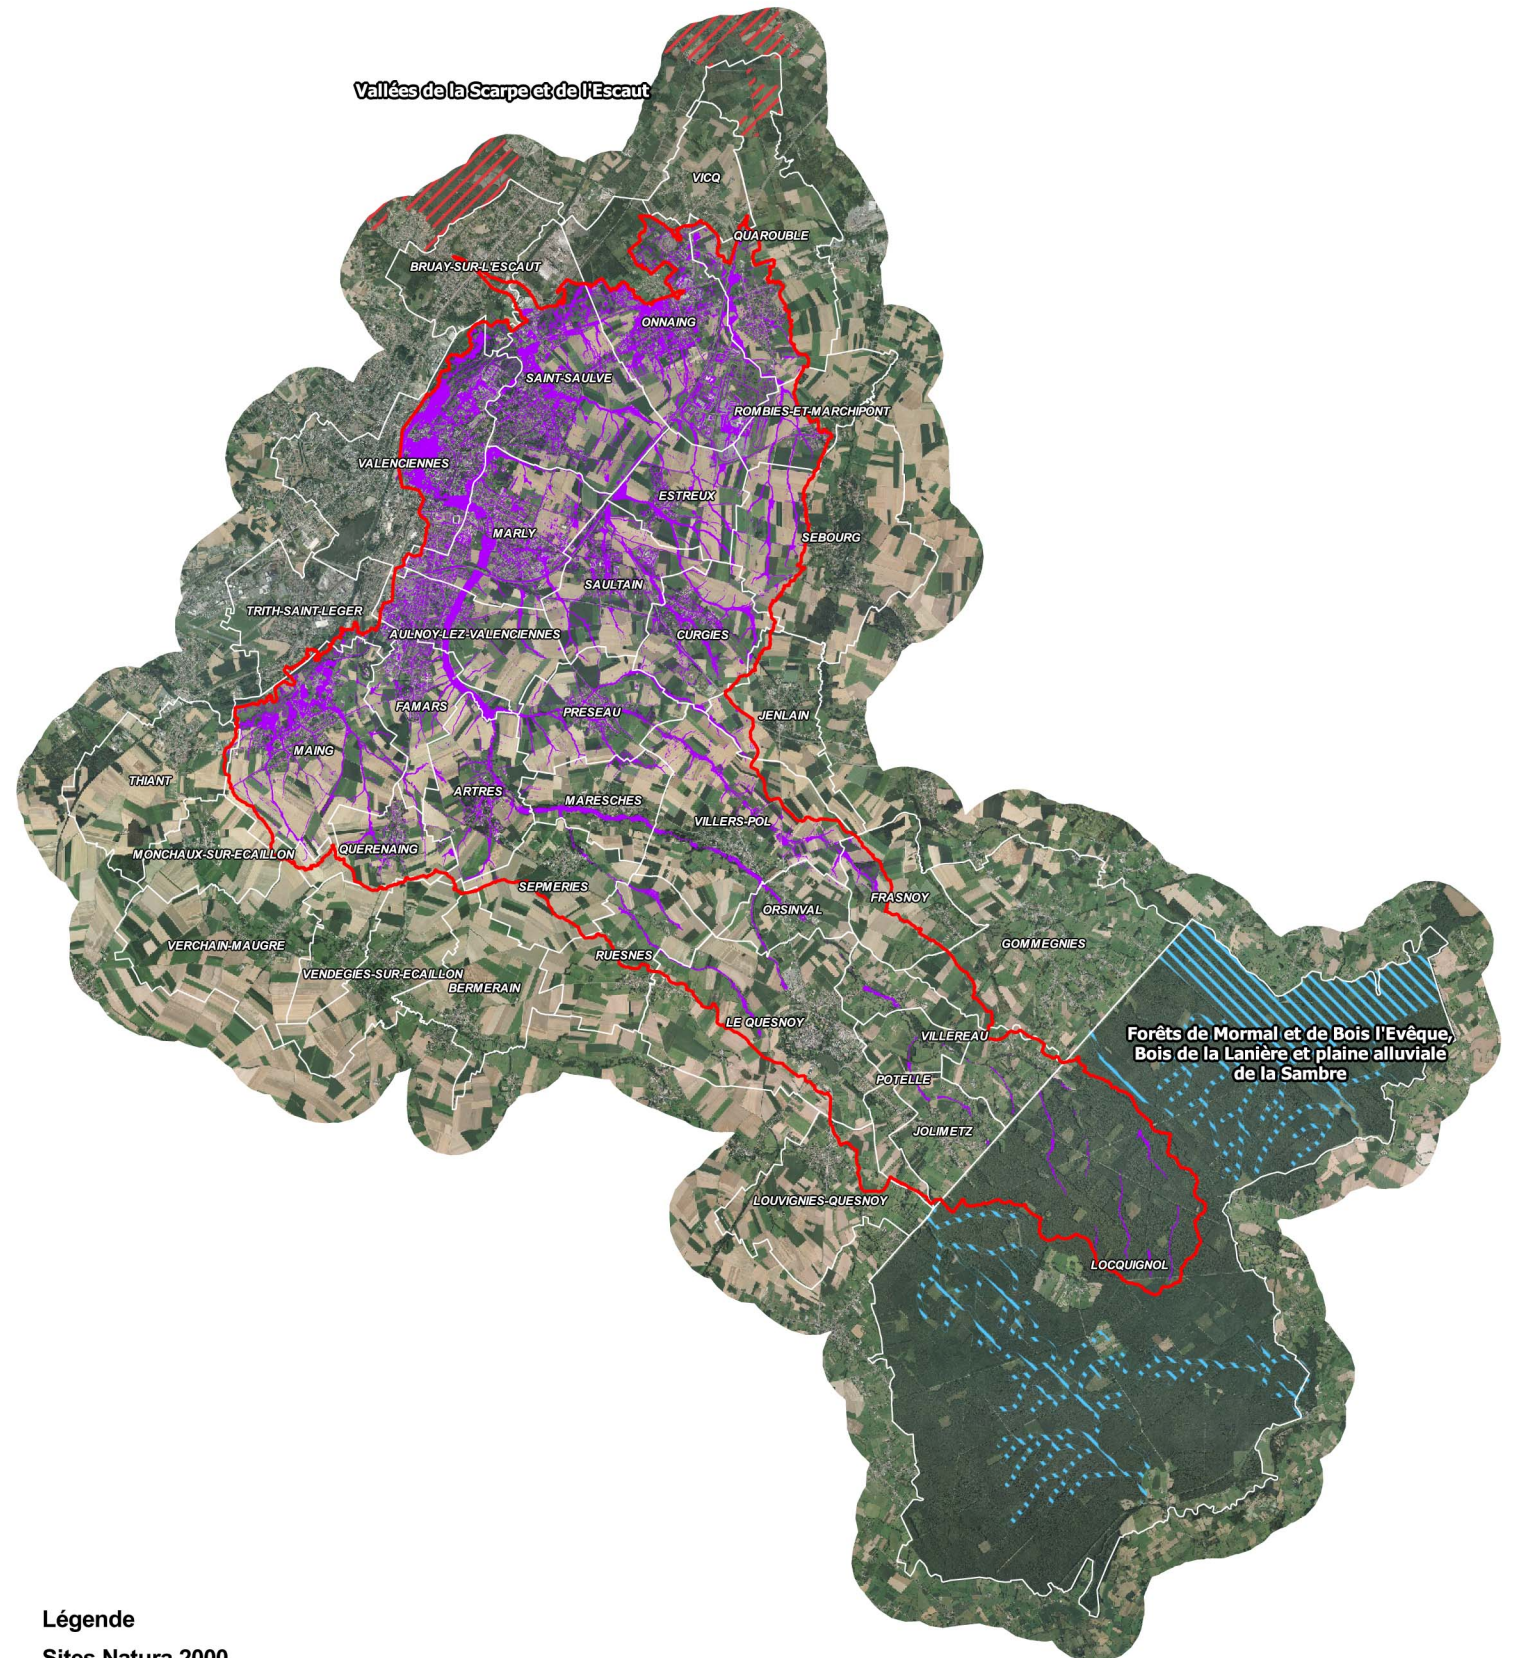 Vallées de la Scarpe et de l'Escaut
VICQ
QUAROUBLE
BRUAY-SUR-L'ESCAUT
ONNAING
SAINT-SAULVE
ROMBIES-ET-MARCHIPONT
VALENCIENNES
ESTREUX
MARLY
SEBOURG
SAULTAIN
TRITH-SAINT-LEGER
AULNOY-LEZ-VALENCIENNES
CURGIES
FAMARS
PRESEAU
JENLAIN
MAING
THIANT
ARTRES
MARESCHES
VILLERS-POL
MONCHAUX-SUR-ECAILLON
QUERENAING
SEPMERIES
FRASNOY
ORSINVAL
VERCHAIN-MAUGRE
GOMMEGNIES
RUESNES
VENDEGIES-SUR-ECAILLON
BERMERAIN
LE QUESNOY
VILLEREAU
Forêts de Mormal et de Bois l'Evêque,
Bois de la Lanière et plaine alluviale
de la Sambre
POTELLE
JOLIMETZ
LOUVIGNIES-QUESNOY
LOCQUIGNOL
Légende
Sites Natura 2000